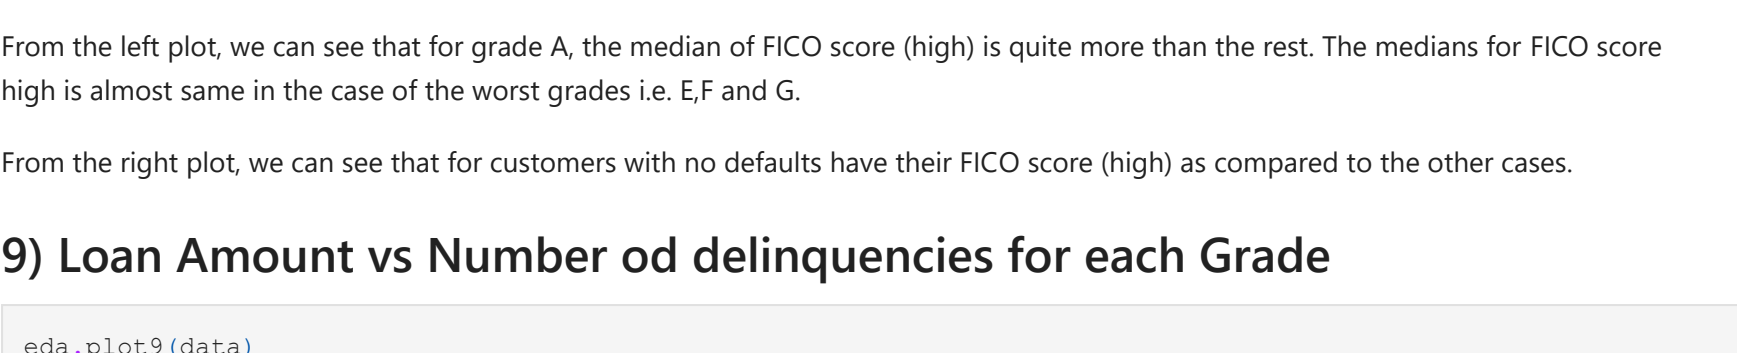 From the left plot, we can see that for grade A, the median of FICO score (high) is quite more than the rest. The medians for FICO score
high is almost same in the case of the worst grades i.e. E,F and G.
From the right plot, we can see that for customers with no defaults have their FICO score (high) as compared to the other cases.
9) Loan Amount vs Number od delinquencies for each Grade
eda.plot9(data)